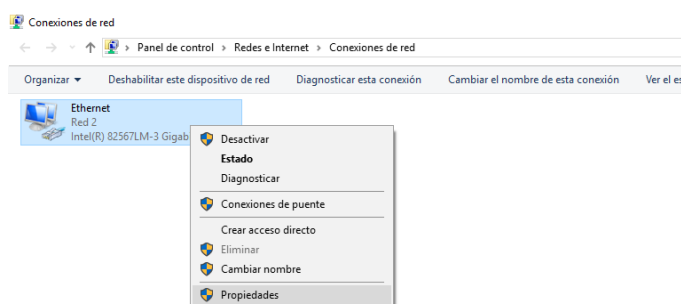 Conexiones de red
Panel de control > Redes e Internet > Conexiones de red
Organizar Deshabilitar este dispositivo de red Diagnosticar esta conexión Cambiar el nombre de esta conexión Ver el
Ethernet
Red 2
Intel(R) 82567LM-3 Gigab
Desactivar
Estado
Diagnosticar
Conexiones de puente
Crear acceso directo
Eliminar
Cambiar nombre
Propiedades